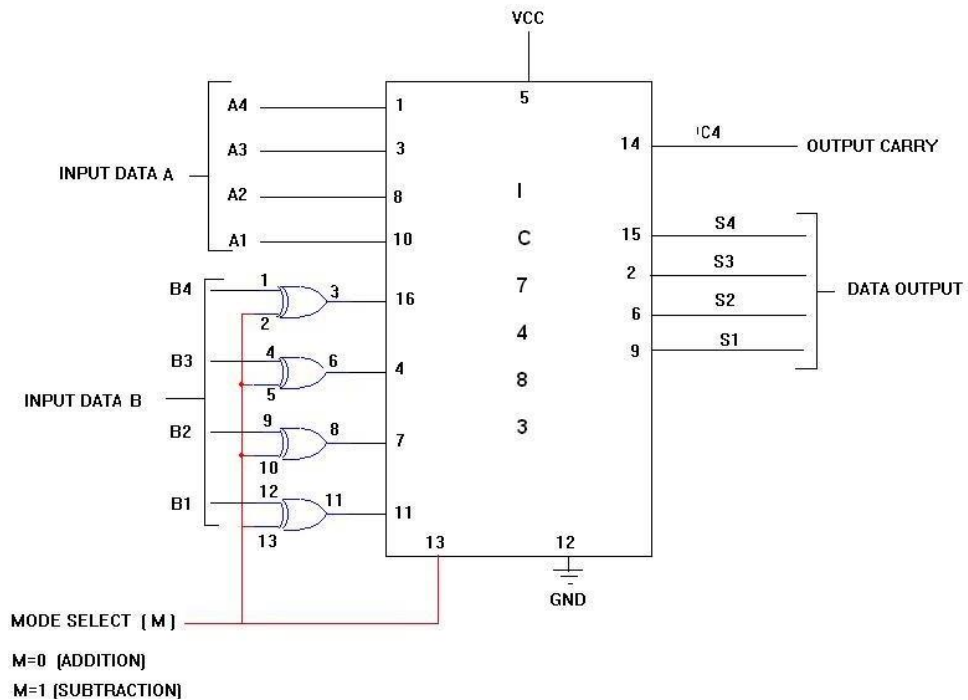 VCC
5
A4
1
14
'C4
OUTPUT CARRY
A3
3
INPUT DATA A
A2
8
A1
10
I
C
7
4
8
3
15
S4
2
S3
DATA OUTPUT
6
S2
9
S1
B4
1
2
3
16
B3
4
5
6
4
INPUT DATA B
B2
9
10
8
7
B1
12
13
11
11
13
12
GND
MODE SELECT (M)
M=0 (ADDITION)
M=1 (SUBTRACTION)